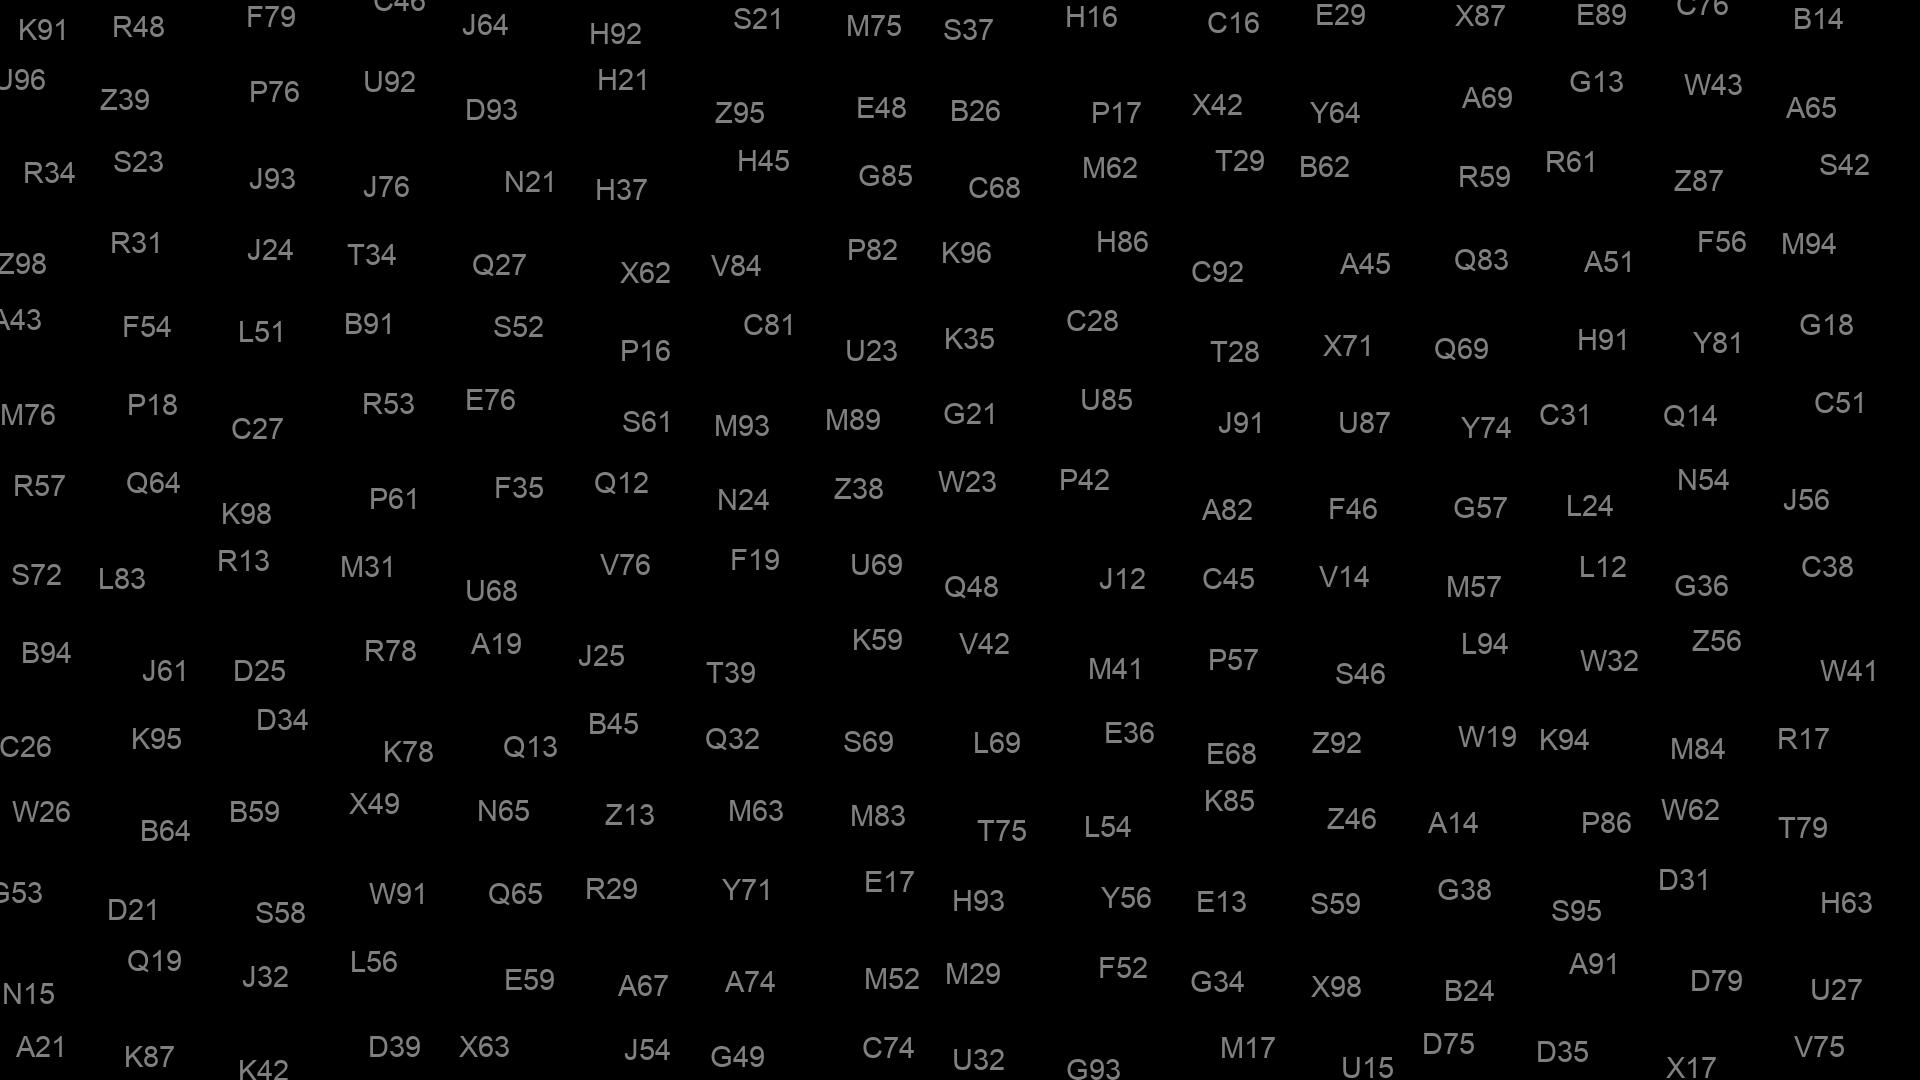 K91 R48 F79 C46 J64 H92 S21 M75 S37 H16 C16 E29 X87 E89 C76 B14
U96 Z39 P76 U92 D93 H21 Z95 E48 B26 P17 X42 Y64 A69 G13 W43 A65
R34 S23 J93 J76 N21 H37 H45 G85 C68 M62 T29 B62 R59 R61 Z87 S42
Z98 R31 J24 T34 Q27 X62 V84 P82 K96 H86 C92 A45 Q83 A51 F56 M94
A43 F54 L51 B91 S52 P16 C81 U23 K35 C28 T28 X71 Q69 H91 Y81 G18
M76 P18 C27 R53 E76 S61 M93 M89 G21 U85 J91 U87 Y74 C31 Q14 C51
R57 Q64 K98 P61 F35 Q12 N24 Z38 W23 P42 A82 F46 G57 L24 N54 J56
S72 L83 R13 M31 U68 V76 F19 U69 Q48 J12 C45 V14 M57 L12 G36 C38
B94 J61 D25 R78 A19 J25 T39 K59 V42 M41 P57 S46 L94 W32 Z56 W41
C26 K95 D34 K78 Q13 B45 Q32 S69 L69 E36 E68 Z92 W19 K94 M84 R17
W26 B64 B59 X49 N65 Z13 M63 M83 T75 L54 K85 Z46 A14 P86 W62 T79
G53 D21 S58 W91 Q65 R29 Y71 E17 H93 Y56 E13 S59 G38 S95 D31 H63
N15 Q19 J32 L56 E59 A67 A74 M52 M29 F52 G34 X98 B24 A91 D79 U27
A21 K87 K42 D39 X63 J54 G49 C74 U32 G93 M17 U15 D75 D35 X17 V75